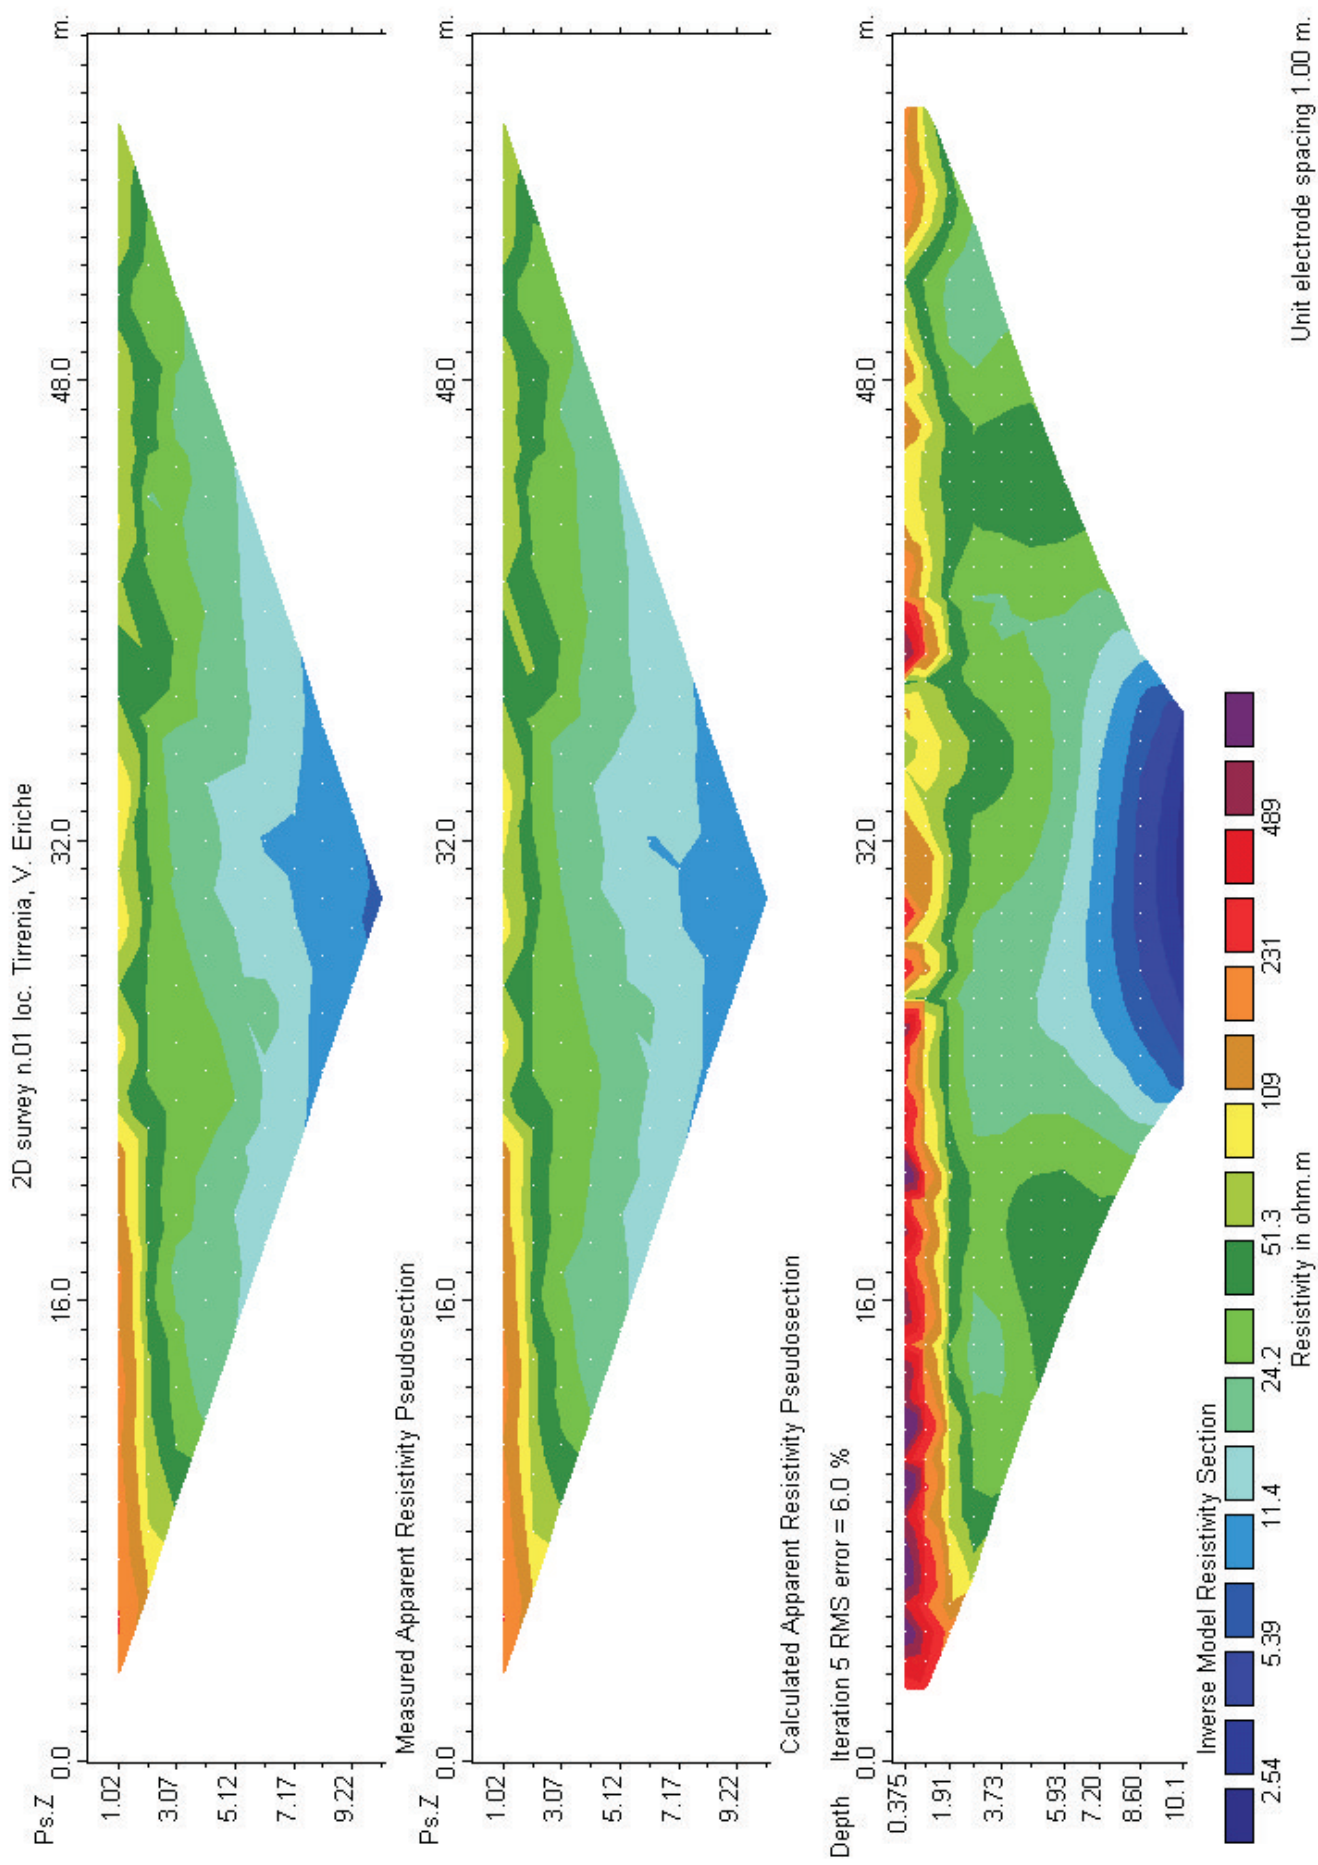 2D survey n.01 loc. Tirrenia, V. Eriche
Ps.Z
0.0 16.0 32.0 48.0 m.
1.02
3.07
5.12
7.17
9.22
Measured Apparent Resistivity Pseudosection
Ps.Z
0.0 16.0 32.0 48.0 m.
1.02
3.07
5.12
7.17
9.22
Calculated Apparent Resistivity Pseudosection
Depth Iteration 5 RMS error = 6.0 %
0.0 16.0 32.0 48.0 m.
0.375
1.91
3.73
5.93
7.20
8.60
10.1
Inverse Model Resistivity Section
2.54 5.39 11.4 24.2 51.3 109 231 489
Resistivity in ohm.m
Unit electrode spacing 1.00 m.